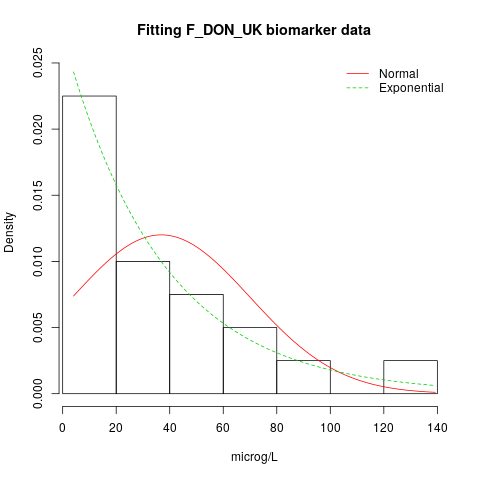 Fitting F_DON_UK biomarker data
Normal
Exponential
Density
0.025
0.020
0.015
0.010
0.005
0.000
0 20 40 60 80 100 120 140
microg/L